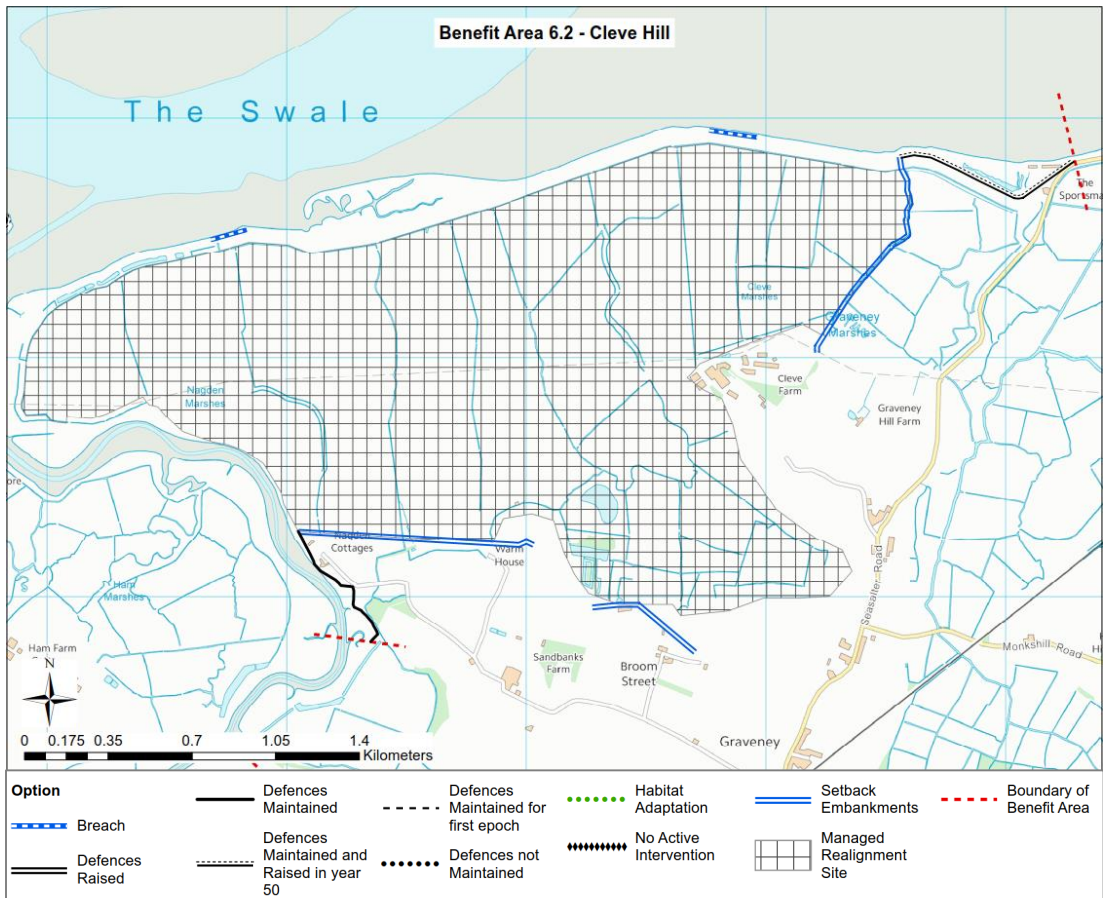 Benefit Area 6.2 - Cleve Hill
The Swale
The
Cleve
Marshes
Graveney
Marshes
Nagden
Marshes
Cleve
Farm
Graveney
Hill Farm
Cottages
Warm
House
Ham
Marshes
Seasalter Road
Monkshill Road
Ham Farm
Sandbanks
Farm
Broom
Street
Graveney
N
0 0.175 0.35 0.7 1.05 1.4
Kilometers
Option
Breach
Defences
Raised
Defences
Maintained
Defences
Maintained and
Raised in year
50
Defences
Maintained for
first epoch
Defences not
Maintained
Habitat
Adaptation
No Active
Intervention
Setback
Embankments
Managed
Realignment
Site
Boundary of
Benefit Area